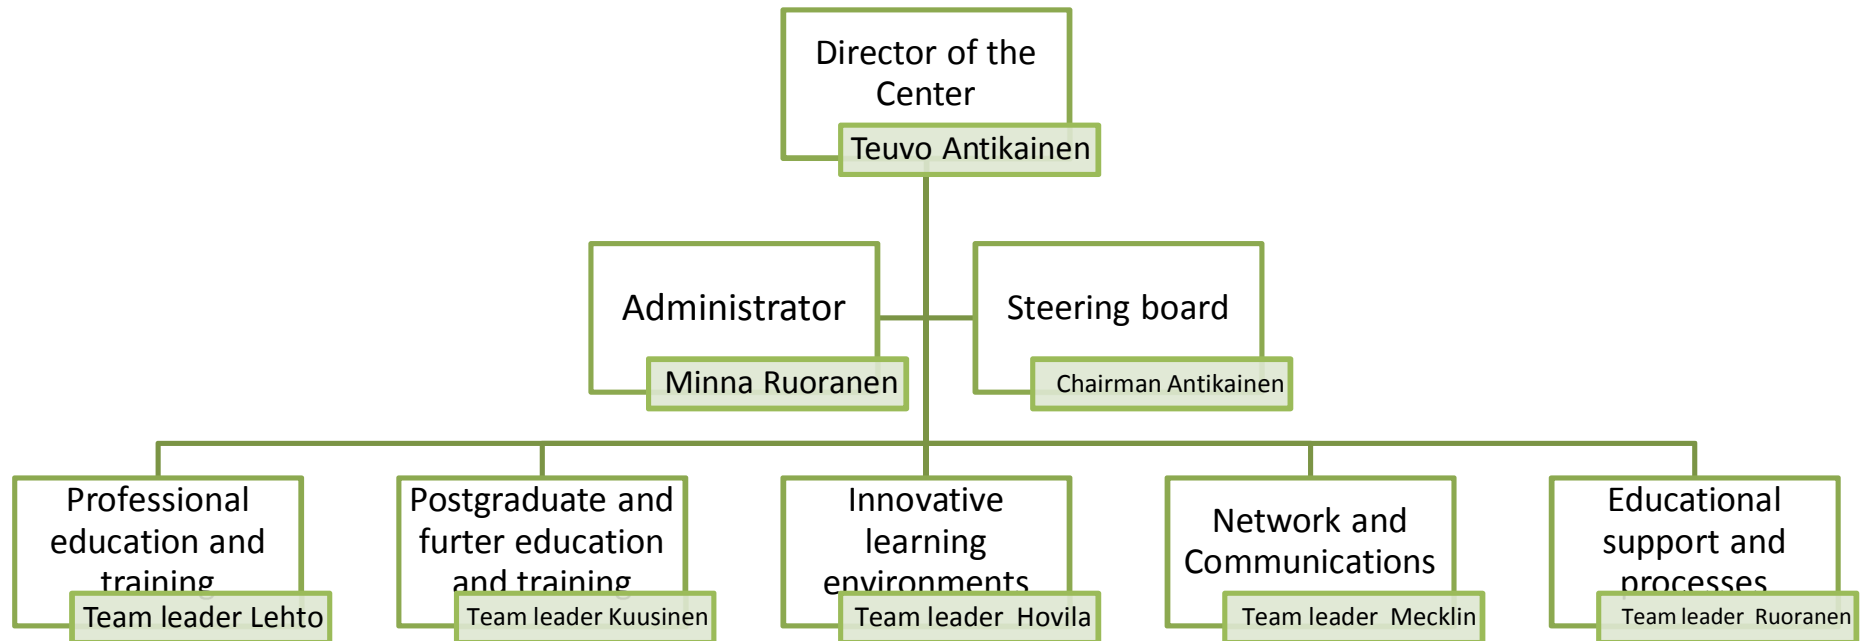 Director of the
Center
Teuvo Antikainen
Administrator
Minna Ruoranen
Steering board
Chairman Antikainen
Professional
education and
training
Team leader Lehto
Postgraduate and
furter education
and training
Team leader Kuusinen
Innovative
learning
environments
Team leader Hovila
Network and
Communications
Team leader Mecklin
Educational
support and
processes
Team leader Ruoranen